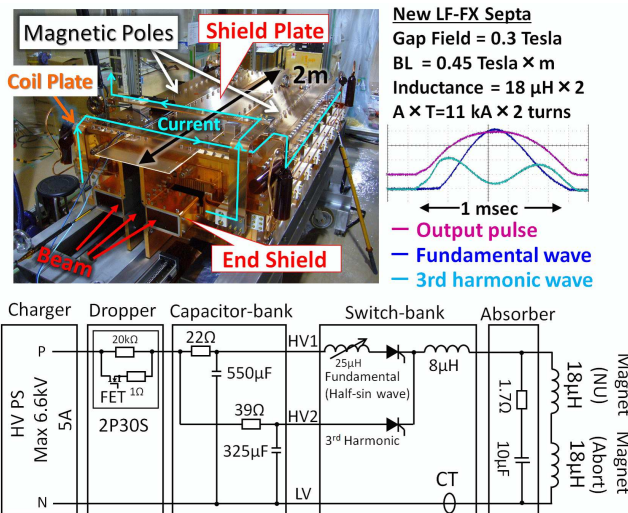 Magnetic Poles
Shield Plate
2m
Coil Plate
Current
Beam
End Shield
New LF-FX Septa
Gap Field = 0.3 Tesla
BL = 0.45 Tesla × m
Inductance = 18 μH × 2
A × T=11 kA × 2 turns
1 msec
Output pulse
Fundamental wave
3rd harmonic wave
Charger
Dropper
Capacitor-bank
Switch-bank
Absorber
HV PS
Max 6.6kV
5A
P
N
20kΩ
1Ω
FET
2P30S
22Ω
550μF
39Ω
325μF
HV1
HV2
LV
25μH
Fundamental
(Half-sin wave)
8μH
3rd Harmonic
CT
1.7Ω
10μF
18μH
(NU)
Magnet
18μH
(Abort)
Magnet